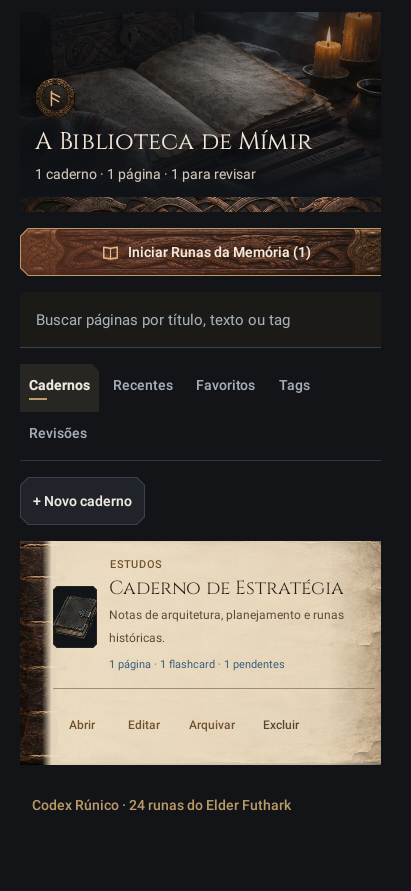 A Biblioteca de Mímir
1 caderno · 1 página · 1 para revisar
Iniciar Runas da Memória (1)
Buscar páginas por título, texto ou tag
Cadernos Recentes Favoritos Tags
Revisões
+ Novo caderno
ESTUDOS
Caderno de Estratégia
Notas de arquitetura, planejamento e runas
históricas.
1 página · 1 flashcard · 1 pendentes
Abrir Editar Arquivar Excluir
Codex Rúnico · 24 runas do Elder Futhark